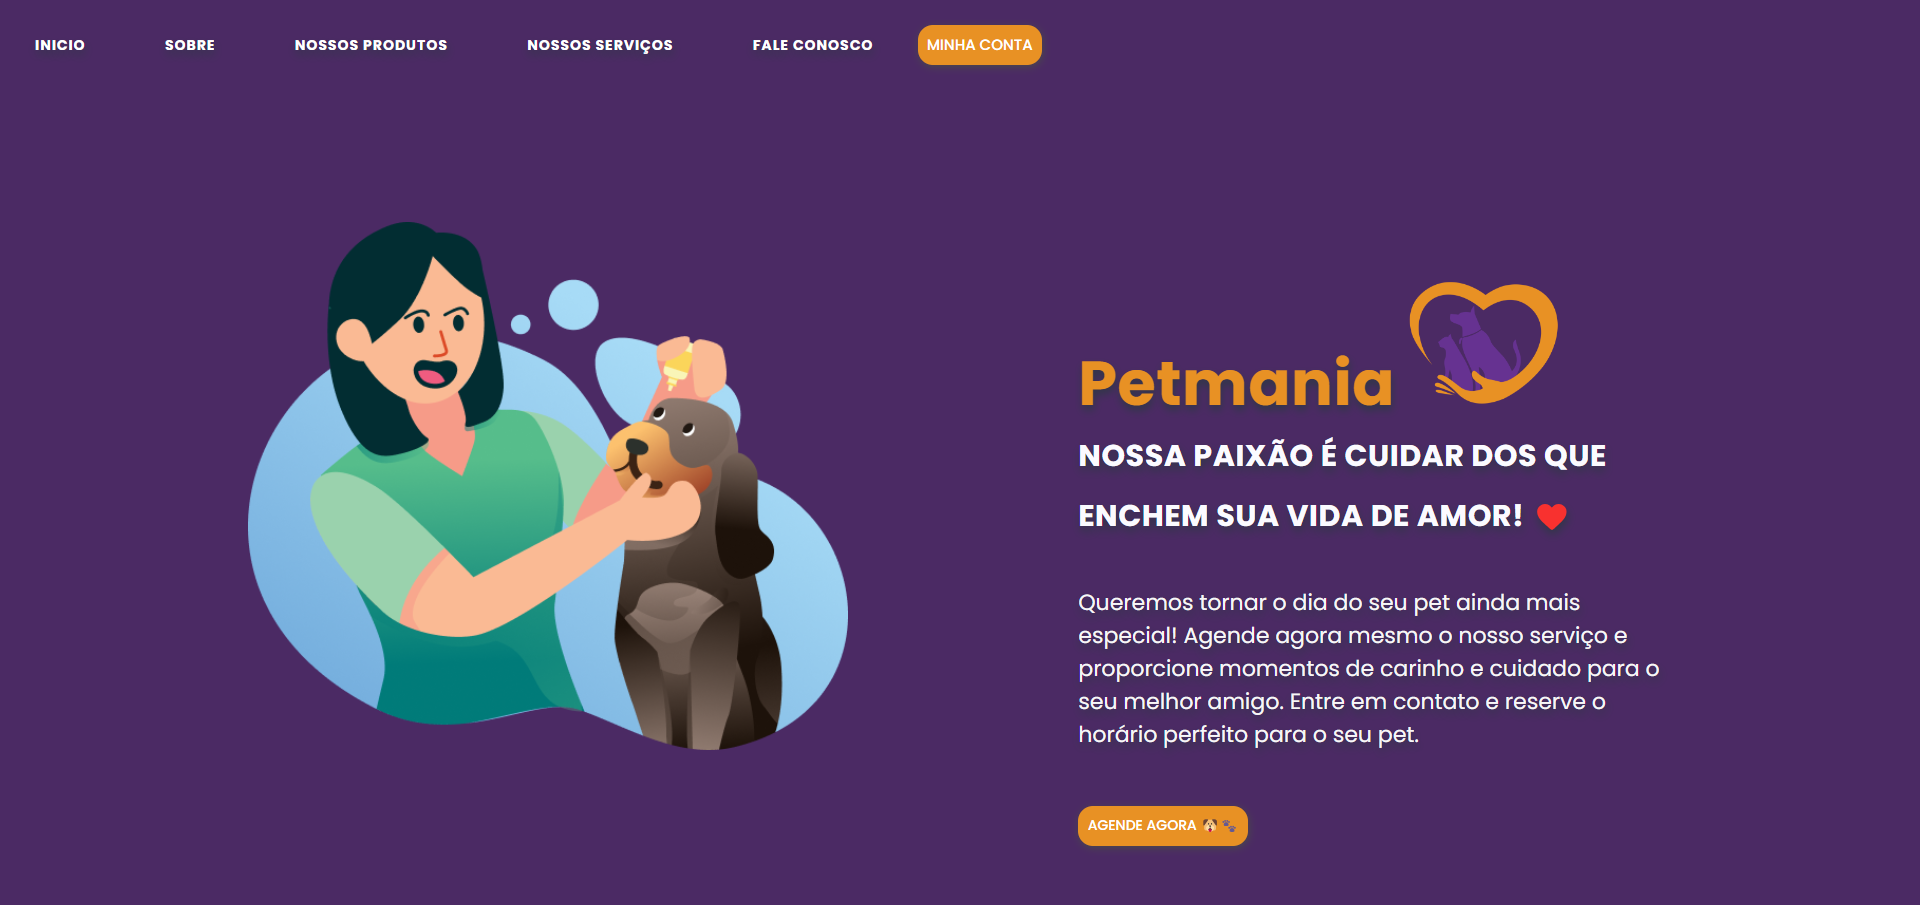 INICIO
SOBRE
NOSSOS PRODUTOS
NOSSOS SERVIÇOS
FALE CONOSCO
MINHA CONTA
Petmania
NOSSA PAIXÃO É CUIDAR DOS QUE
ENCHEM SUA VIDA DE AMOR! ❤️
Queremos tornar o dia do seu pet ainda mais
especial! Agende agora mesmo o nosso serviço e
proporcione momentos de carinho e cuidado para o
seu melhor amigo. Entre em contato e reserve o
horário perfeito para o seu pet.
AGENDE AGORA 🐶🐾